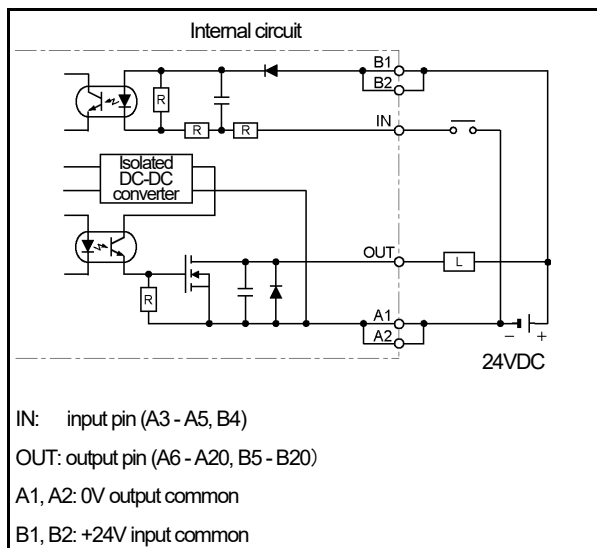 Internal circuit
B1
B2
R
IN
R
R
Isolated
DC-DC
converter
OUT
L
R
A1
A2
- +
24VDC
IN: input pin (A3 - A5, B4)
OUT: output pin (A6 - A20, B5 - B20）
A1, A2: 0V output common
B1, B2: +24V input common